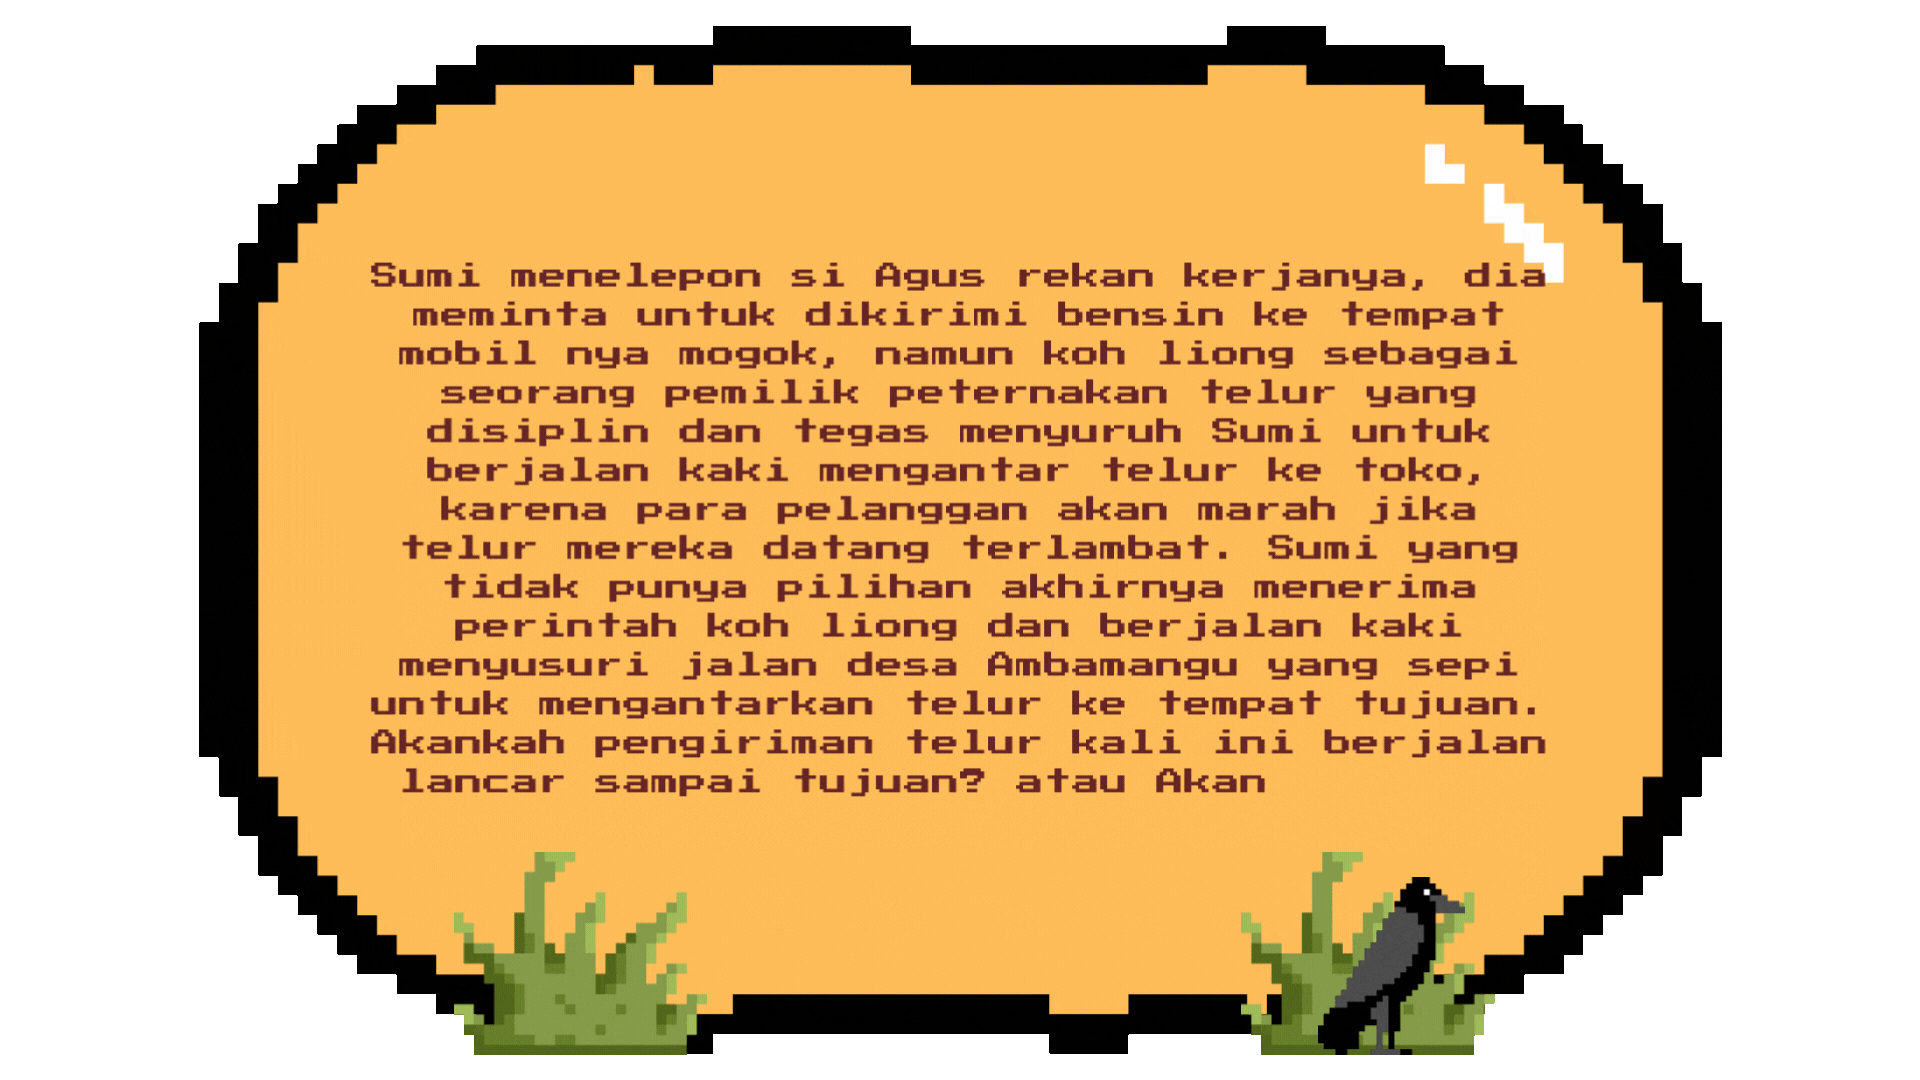 Sumi menelepon si Agus rekan kerjanya, dia
meminta untuk dikirimi bensin ke tempat
mobil nya mogok, namun koh liong sebagai
seorang pemilik peternakan telur yang
disiplin dan tegas menyuruh Sumi untuk
berjalan kaki mengantar telur ke toko,
karena para pelanggan akan marah jika
telur mereka datang terlambat. Sumi yang
tidak punya pilihan akhirnya menerima
perintah koh liong dan berjalan kaki
menyusuri jalan desa Ambamangu yang sepi
untuk mengantarkan telur ke tempat tujuan.
Akankah pengiriman telur kali ini berjalan
lancar sampai tujuan? atau Akan